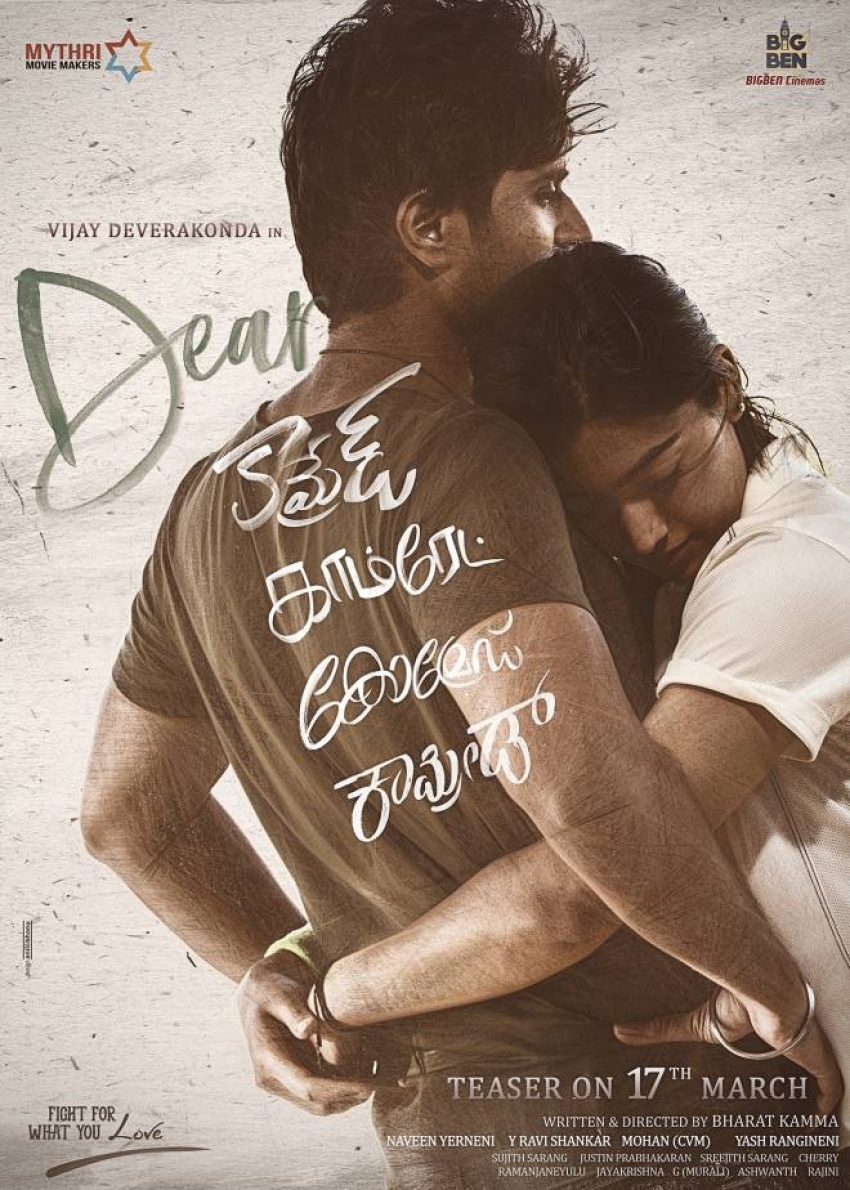 MYTHRI
MOVIE MAKERS
BIG
BEN
BIGBEN Cinemas
VIJAY DEVERAKONDA IN
Dear
కామ్రేడ్
காம்ரேட்
കോമ്രേഡ്
ಕಾಮ್ರೇಡ್
TEASER ON 17TH MARCH
FIGHT FOR
WHAT YOU Love
WRITTEN & DIRECTED BY BHARAT KAMMA
NAVEEN YERNENI Y RAVI SHANKAR MOHAN (CVM) YASH RANGINENI
SUJITH SARANG JUSTIN PRABHAKARAN SREEJITH SARANG CHERRY
RAMANJANEYULU JAYAKRISHNA G (MURALI) ASHWANTH RAJINI